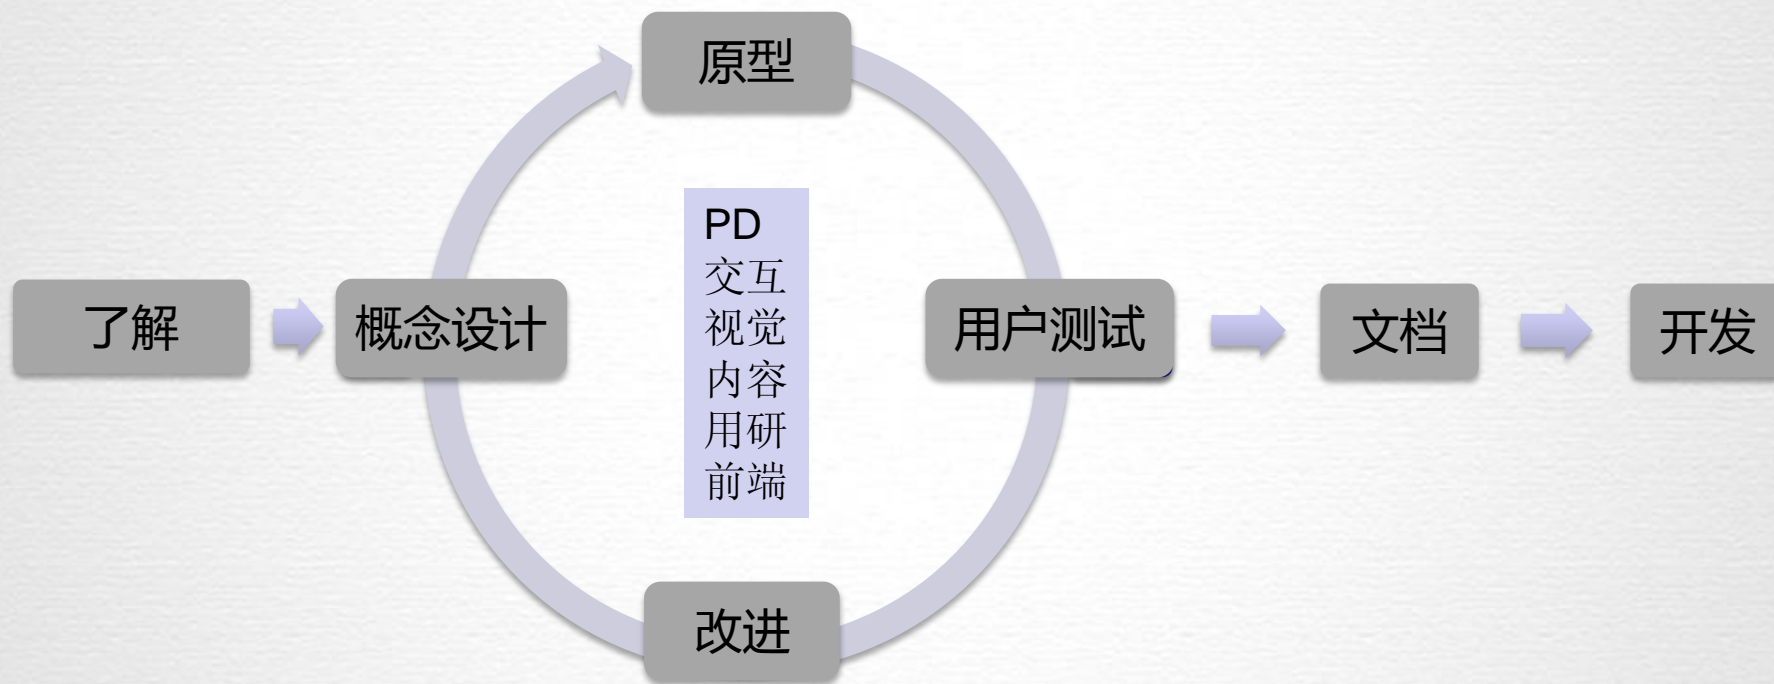 原型
PD
交互
视觉
内容
用研
前端
了解
概念设计
用户测试
文档
开发
改进